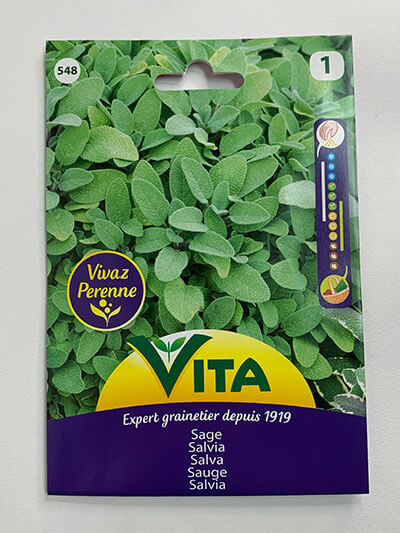 548
1
Vivaz
Perenne
VITA
Expert grainetier depuis 1919
Sage
Salvia
Salva
Sauge
Salvia